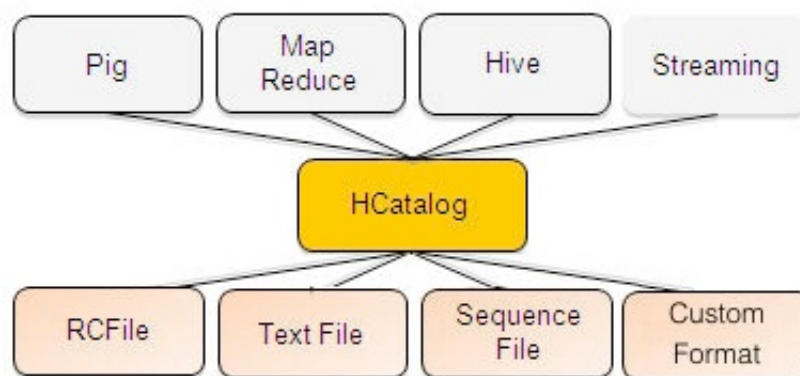 Pig
Map
Reduce
Hive
Streaming
HCatalog
RCFile
Text File
Sequence
File
Custom
Format